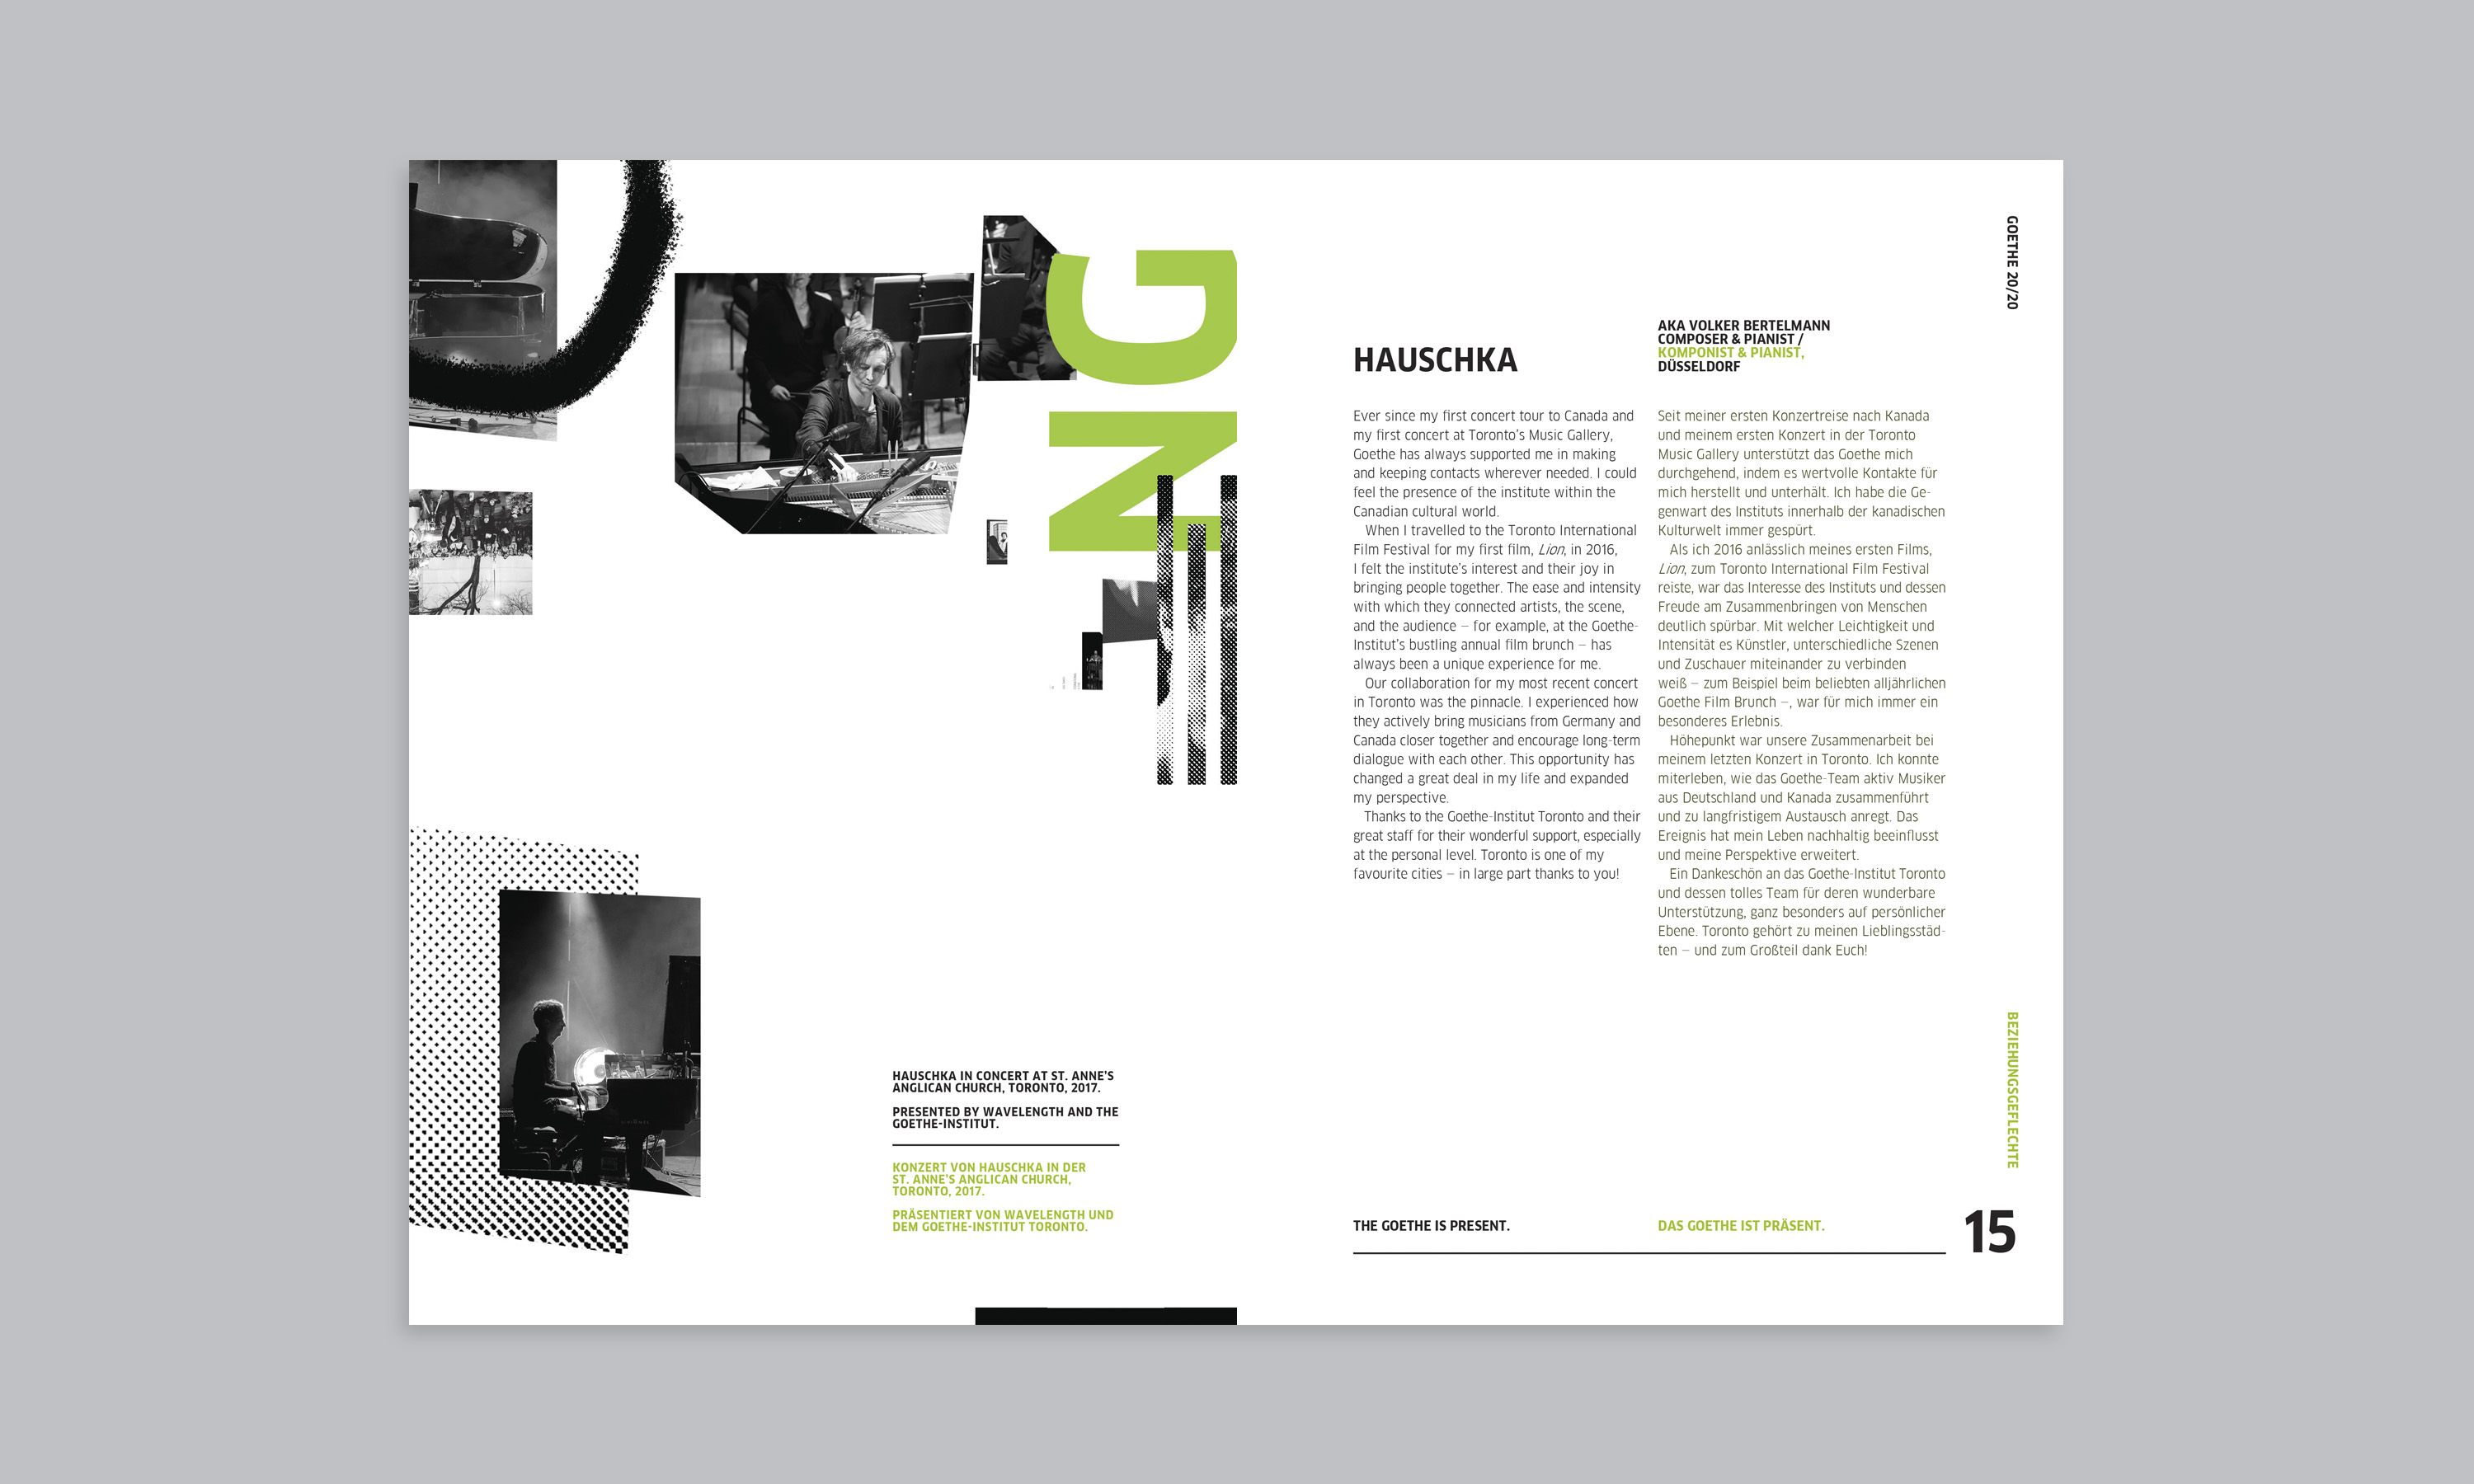 NG
HAUSCHKA IN CONCERT AT ST. ANNE'S
ANGLICAN CHURCH, TORONTO, 2017.
PRESENTED BY WAVELENGTH AND THE
GOETHE-INSTITUT.
KONZERT VON HAUSCHKA IN DER
ST. ANNE'S ANGLICAN CHURCH,
TORONTO, 2017.
PRÄSENTIERT VON WAVELENGTH UND
DEM GOETHE-INSTITUT TORONTO.
HAUSCHKA
AKA VOLKER BERTELMANN
COMPOSER & PIANIST /
KOMPONIST & PIANIST,
DÜSSELDORF
Ever since my first concert tour to Canada and
my first concert at Toronto's Music Gallery,
Goethe has always supported me in making
and keeping contacts wherever needed. I could
feel the presence of the institute within the
Canadian cultural world.
When I travelled to the Toronto International
Film Festival for my first film, Lion, in 2016,
I felt the institute's interest and their joy in
bringing people together. The ease and intensity
with which they connected artists, the scene,
and the audience – for example, at the Goethe-
Institut's bustling annual film brunch – has
always been a unique experience for me.
Our collaboration for my most recent concert
in Toronto was the pinnacle. I experienced how
they actively bring musicians from Germany and
Canada closer together and encourage long-term
dialogue with each other. This opportunity has
changed a great deal in my life and expanded
my perspective.
Thanks to the Goethe-Institut Toronto and their
great staff for their wonderful support, especially
at the personal level. Toronto is one of my
favourite cities – in large part thanks to you!
Seit meiner ersten Konzertreise nach Kanada
und meinem ersten Konzert in der Toronto
Music Gallery unterstützt das Goethe mich
durchgehend, indem es wertvolle Kontakte für
mich herstellt und unterhält. Ich habe die Ge-
genwart des Instituts innerhalb der kanadischen
Kulturwelt immer gespürt.
Als ich 2016 anlässlich meines ersten Films,
Lion, zum Toronto International Film Festival
reiste, war das Interesse des Instituts und dessen
Freude am Zusammenbringen von Menschen
deutlich spürbar. Mit welcher Leichtigkeit und
Intensität es Künstler, unterschiedliche Szenen
und Zuschauer miteinander zu verbinden
weiß – zum Beispiel beim beliebten alljährlichen
Goethe Film Brunch –, war für mich immer ein
besonderes Erlebnis.
Höhepunkt war unsere Zusammenarbeit bei
meinem letzten Konzert in Toronto. Ich konnte
miterleben, wie das Goethe-Team aktiv Musiker
aus Deutschland und Kanada zusammenführt
und zu langfristigem Austausch anregt. Das
Ereignis hat mein Leben nachhaltig beeinflusst
und meine Perspektive erweitert.
Ein Dankeschön an das Goethe-Institut Toronto
und dessen tolles Team für deren wunderbare
Unterstützung, ganz besonders auf persönlicher
Ebene. Toronto gehört zu meinen Lieblingsstäd-
ten – und zum Großteil dank Euch!
THE GOETHE IS PRESENT.
DAS GOETHE IST PRÄSENT.
GOETHE 20/20
BEZIEHUNGSGEFLECHTE
15